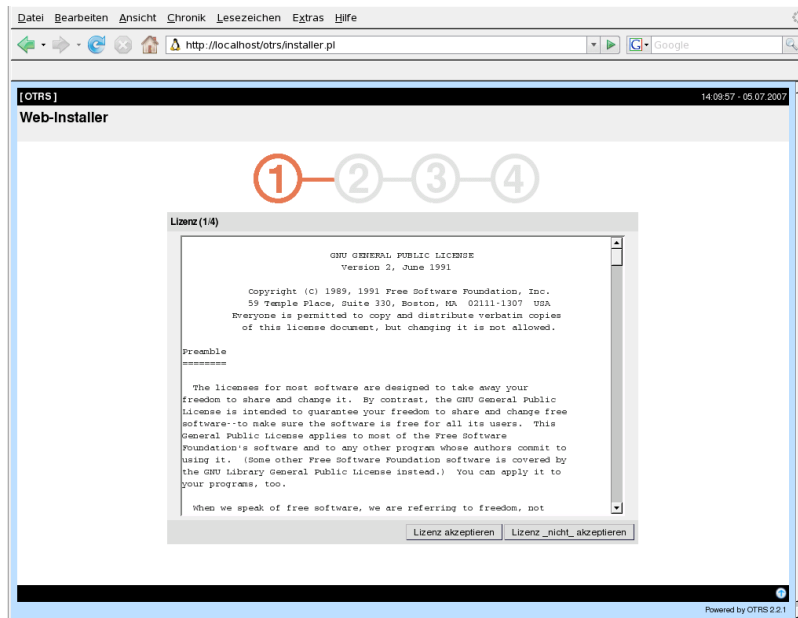 Datei Bearbeiten Ansicht Chronik Lesezeichen Extras Hilfe
http://localhost/otrs/installer.pl
G Google
[ OTRS ] 14:09:57 - 05.07.2007
Web-Installer
1 2 3 4
Lizenz (1/4)
GNU GENERAL PUBLIC LICENSE
Version 2, June 1991
Copyright (C) 1989, 1991 Free Software Foundation, Inc.
59 Temple Place, Suite 330, Boston, MA 02111-1307 USA
Everyone is permitted to copy and distribute verbatim copies
of this license document, but changing it is not allowed.
Preamble
========
The licenses for most software are designed to take away your
freedom to share and change it. By contrast, the GNU General Public
License is intended to guarantee your freedom to share and change free
software--to make sure the software is free for all its users. This
General Public License applies to most of the Free Software
Foundation's software and to any other program whose authors commit to
using it. (Some other Free Software Foundation software is covered by
the GNU Library General Public License instead.) You can apply it to
your programs, too.
When we speak of free software, we are referring to freedom, not
Lizenz akzeptieren Lizenz _nicht_ akzeptieren
Powered by OTRS 2.2.1